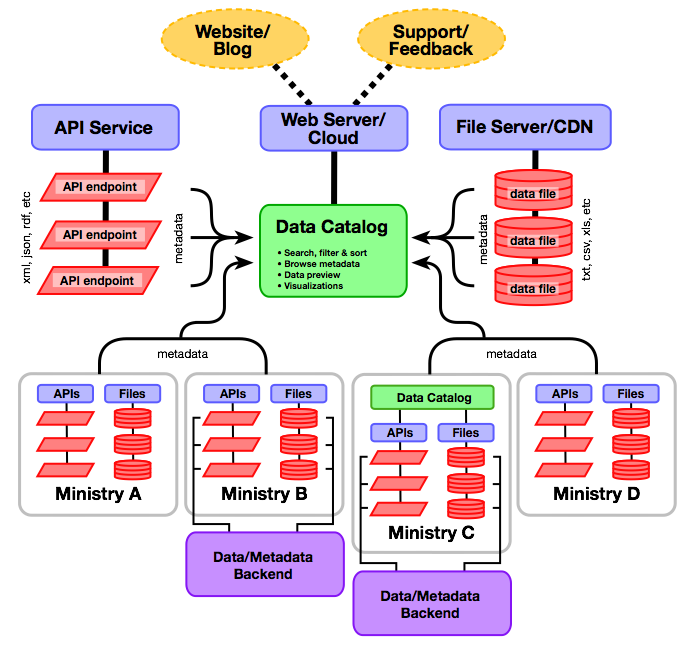 Website/
Blog
Support/
Feedback
API Service
Web Server/
Cloud
File Server/CDN
xml, json, rdf, etc
API endpoint
API endpoint
API endpoint
metadata
Data Catalog
• Search, filter & sort
• Browse metadata
• Data preview
• Visualizations
metadata
data file
data file
data file
txt, csv, xls, etc
metadata
metadata
APIs
Files
Ministry A
APIs
Files
Ministry B
Data Catalog
APIs
Files
Ministry C
APIs
Files
Ministry D
Data/Metadata
Backend
Data/Metadata
Backend